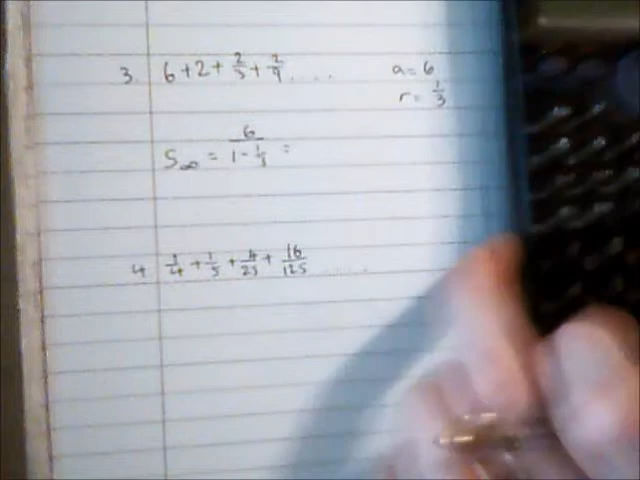 3. 6 + 2 + 2/3 + 2/9 ....
a = 6
r = 1/3
S∞ = 6/(1 - 1/3) =
4 1/4 + 1/5 + 4/25 + 16/125 ......